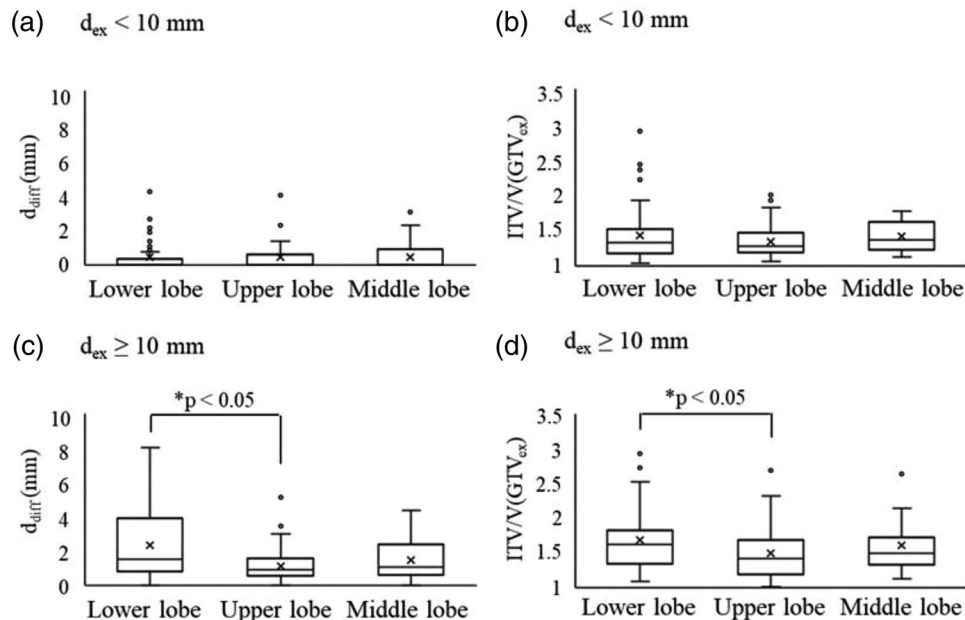 (a) d_ex < 10 mm
d_diff (mm)
10
8
6
4
2
0
Lower lobe Upper lobe Middle lobe
(b) d_ex < 10 mm
ITV/V(GTV_ex)
3.5
3
2.5
2
1.5
1
Lower lobe Upper lobe Middle lobe
(c) d_ex ≥ 10 mm
*p < 0.05
d_diff (mm)
10
8
6
4
2
0
Lower lobe Upper lobe Middle lobe
(d) d_ex ≥ 10 mm
*p < 0.05
ITV/V(GTV_ex)
3.5
3
2.5
2
1.5
1
Lower lobe Upper lobe Middle lobe